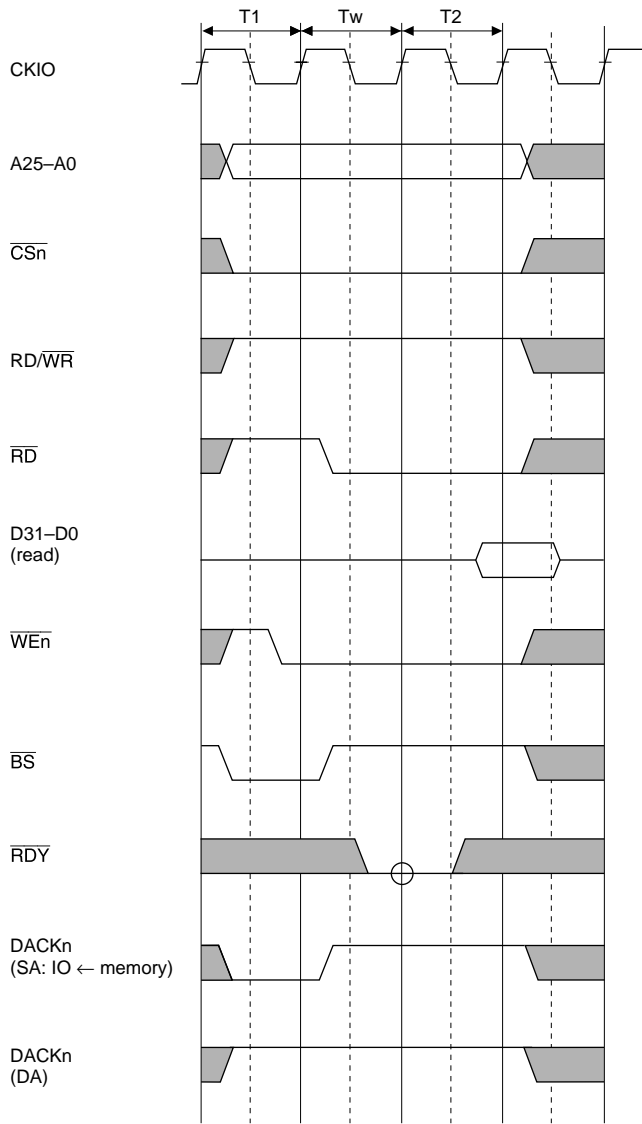 T1 Tw T2
CKIO
A25–A0
CSn
RD/WR
RD
D31–D0
(read)
WEn
BS
RDY
DACKn
(SA: IO ← memory)
DACKn
(DA)